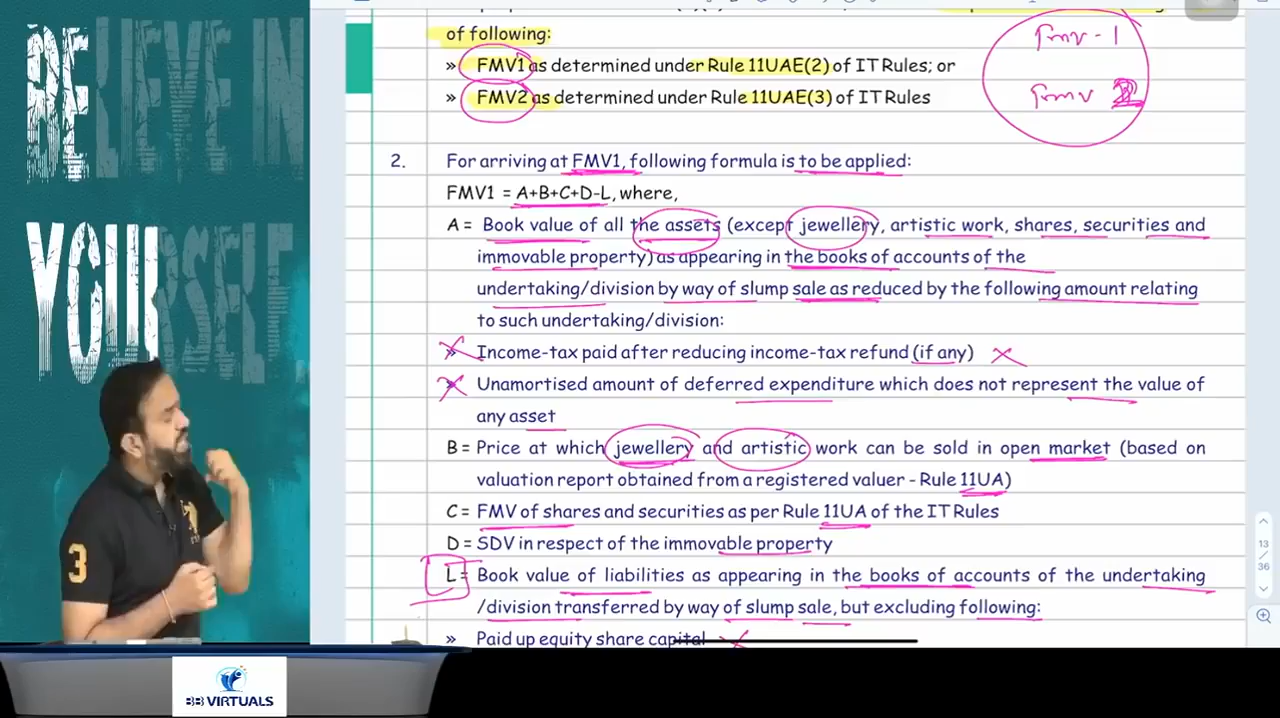 BELIEVE IN
YOURSELF.
of following:
Fmv - 1
» FMV1 as determined under Rule 11UAE(2) of IT Rules; or
Fmv 2
» FMV2 as determined under Rule 11UAE(3) of IT Rules
2. For arriving at FMV1, following formula is to be applied:
FMV1 = A+B+C+D-L, where,
A = Book value of all the assets (except jewellery, artistic work, shares, securities and
immovable property) as appearing in the books of accounts of the
undertaking/division by way of slump sale as reduced by the following amount relating
to such undertaking/division:
» Income-tax paid after reducing income-tax refund (if any)
» Unamortised amount of deferred expenditure which does not represent the value of
any asset
B = Price at which jewellery and artistic work can be sold in open market (based on
valuation report obtained from a registered valuer - Rule 11UA)
C = FMV of shares and securities as per Rule 11UA of the IT Rules
D = SDV in respect of the immovable property
L = Book value of liabilities as appearing in the books of accounts of the undertaking
/division transferred by way of slump sale, but excluding following:
» Paid up equity share capital
3
13
/
36
BB VIRTUALS